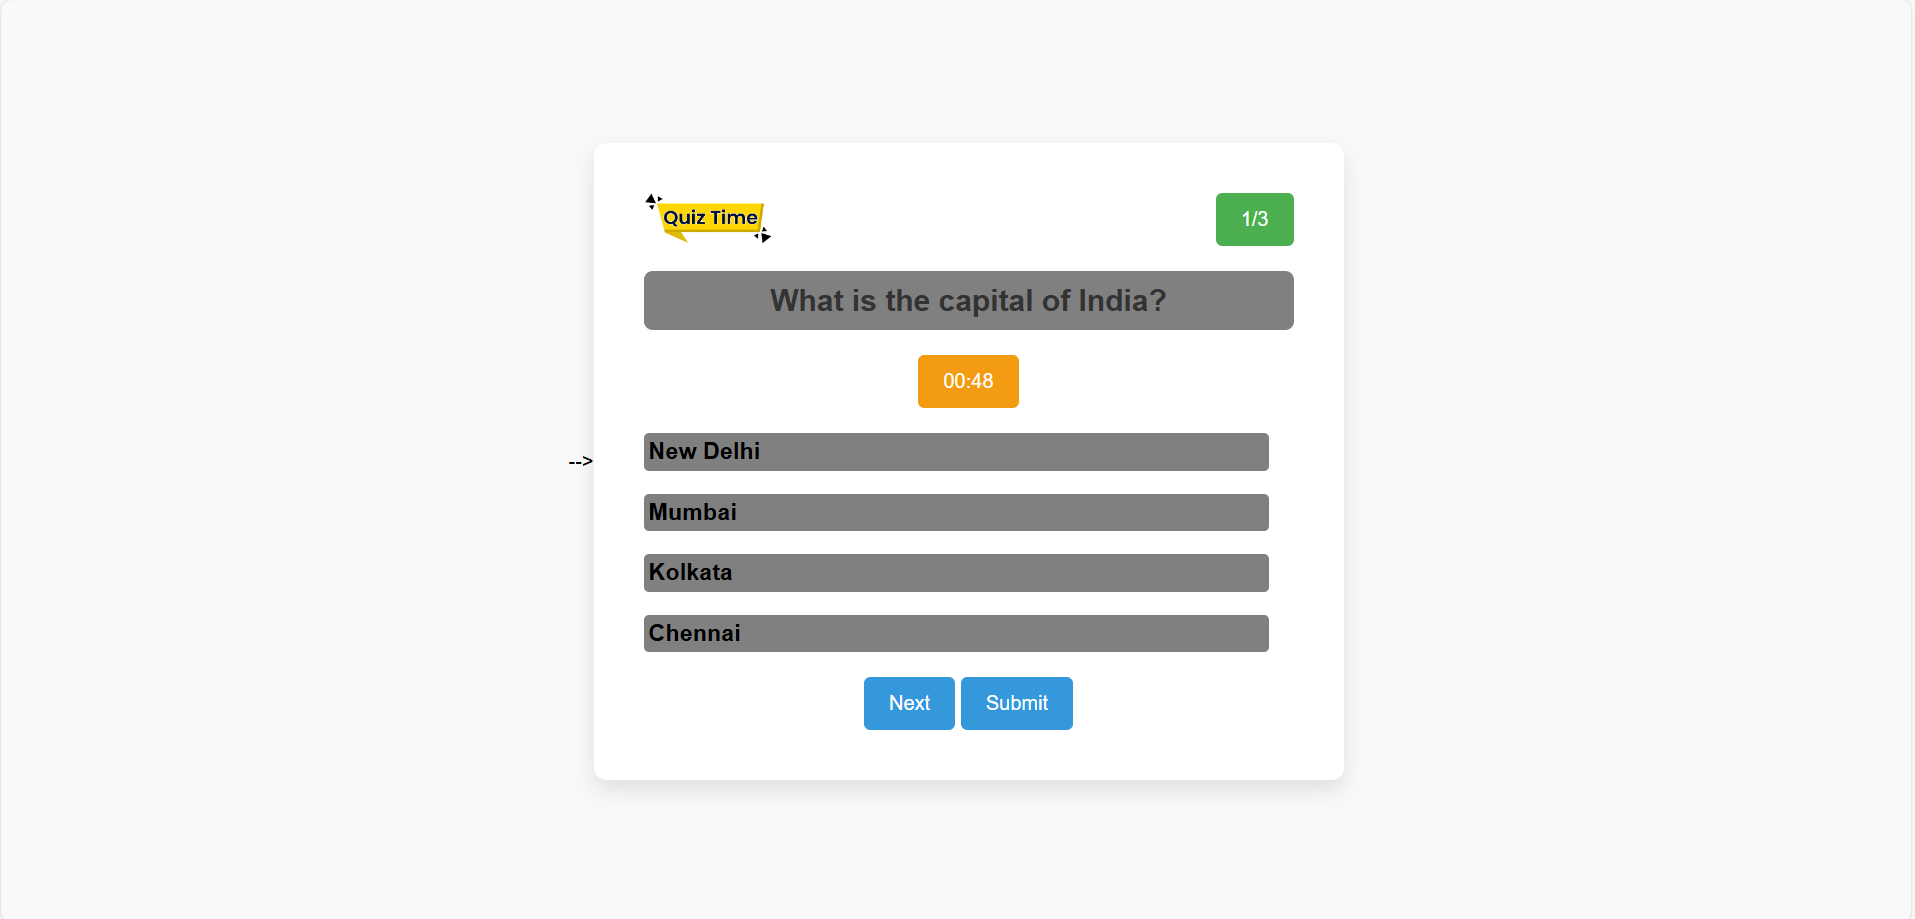 Quiz Time
1/3
What is the capital of India?
00:48
New Delhi
-->
Mumbai
Kolkata
Chennai
Next Submit